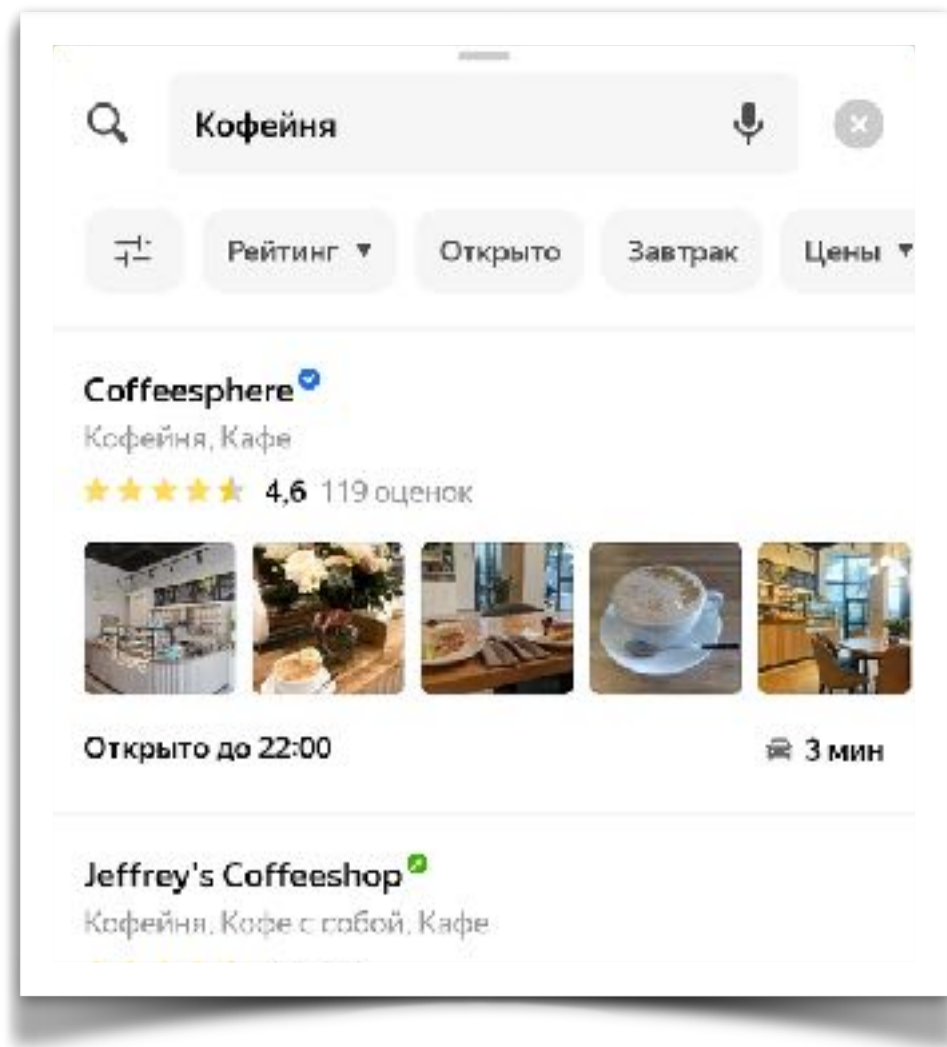 Кофейня
Рейтинг ▼ Открыто Завтрак Цены ▼
Coffeesphere
Кофейня, Кафе
4,6 119 оценок
Открыто до 22:00 3 мин
Jeffrey's Coffeeshop
Кофейня, Кофе с собой, Кафе